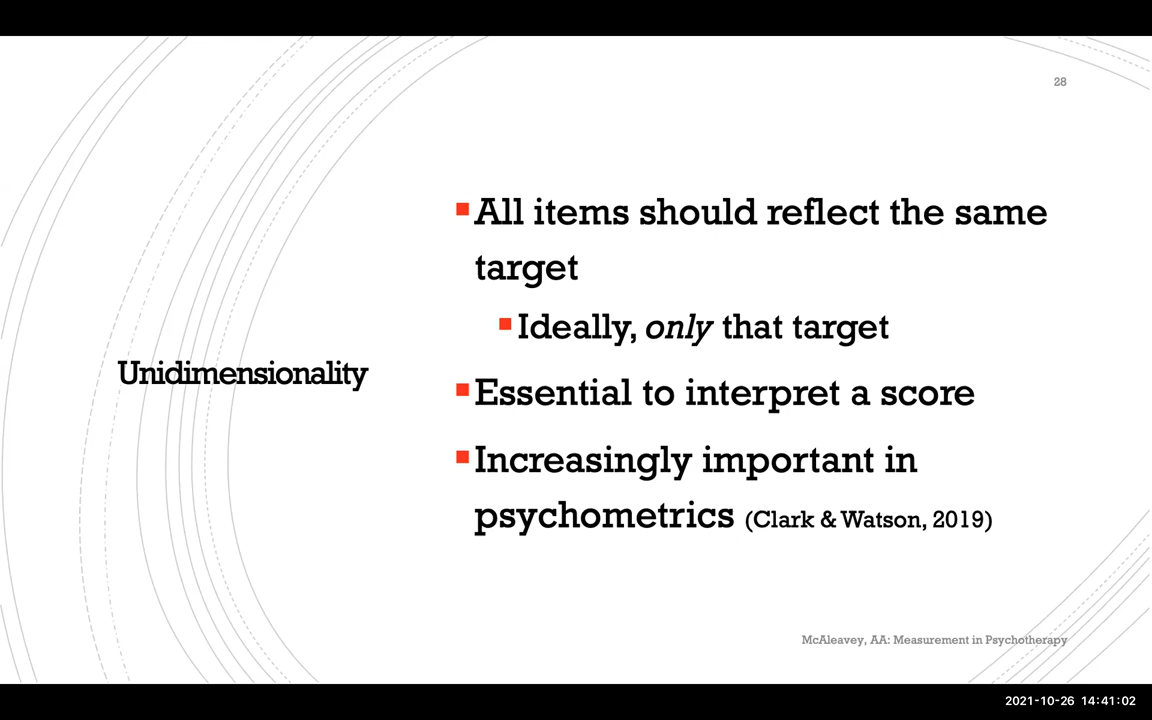 28
Unidimensionality
All items should reflect the same
target
Ideally, only that target
Essential to interpret a score
Increasingly important in
psychometrics (Clark & Watson, 2019)
McAleavey, AA: Measurement in Psychotherapy
2021-10-26 14:41:02